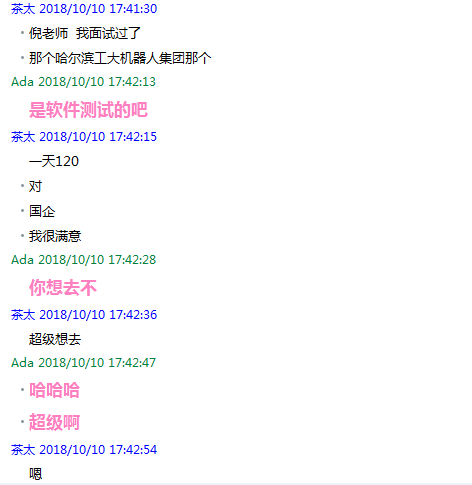 茶太 2018/10/10 17:41:30
倪老师 我面试过了
那个哈尔滨工大机器人集团那个
Ada 2018/10/10 17:42:13
是软件测试的吧
茶太 2018/10/10 17:42:15
一天120
对
国企
我很满意
Ada 2018/10/10 17:42:28
你想去不
茶太 2018/10/10 17:42:36
超级想去
Ada 2018/10/10 17:42:47
哈哈哈
超级啊
茶太 2018/10/10 17:42:54
嗯